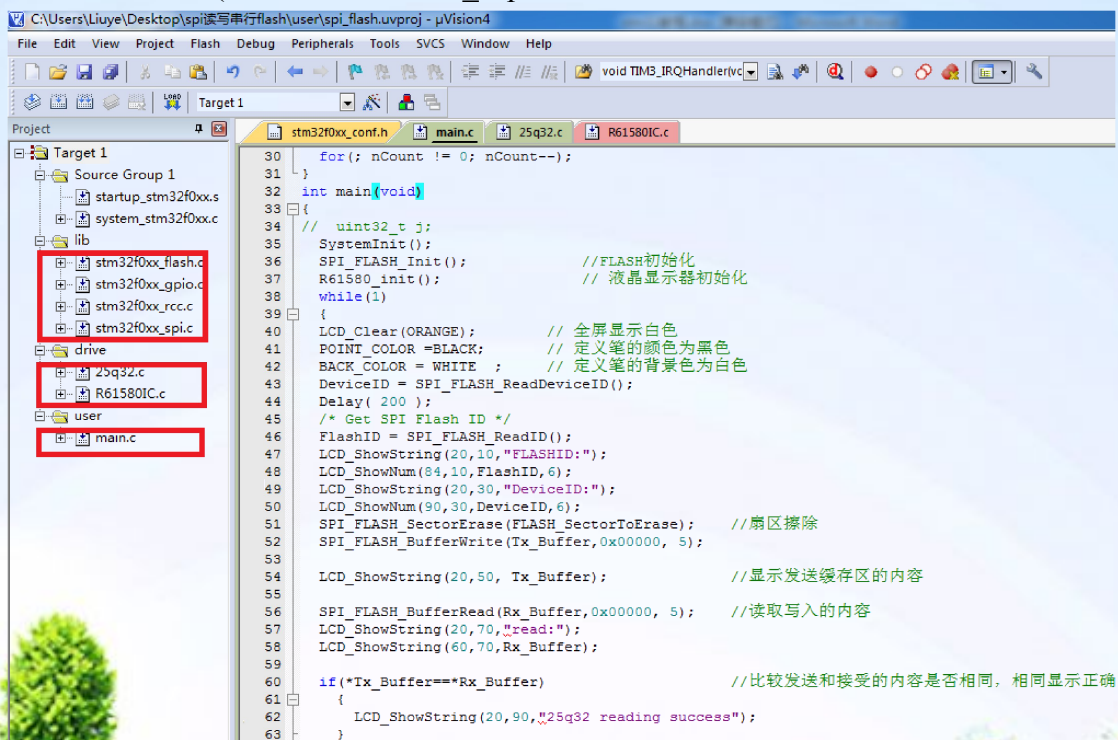 C:\Users\Liuye\Desktop\spi读写串行flash\user\spi_flash.uvproj - µVision4
File Edit View Project Flash Debug Peripherals Tools SVCS Window Help
void TIM3_IRQHandler(vc
LOAD Target 1
Project
stm32f0xx_conf.h main.c 25q32.c R61580IC.c
Target 1
Source Group 1
startup_stm32f0xx.s
system_stm32f0xx.c
lib
stm32f0xx_flash.c
stm32f0xx_gpio.c
stm32f0xx_rcc.c
stm32f0xx_spi.c
drive
25q32.c
R61580IC.c
user
main.c
30 for(; nCount != 0; nCount--);
31 }
32 int main(void)
33 {
34 // uint32_t j;
35 SystemInit();
36 SPI_FLASH_Init(); //FLASH初始化
37 R61580_init(); // 液晶显示器初始化
38 while(1)
39 {
40 LCD_Clear(ORANGE); // 全屏显示白色
41 POINT_COLOR =BLACK; // 定义笔的颜色为黑色
42 BACK_COLOR = WHITE ; // 定义笔的背景色为白色
43 DeviceID = SPI_FLASH_ReadDeviceID();
44 Delay( 200 );
45 /* Get SPI Flash ID */
46 FlashID = SPI_FLASH_ReadID();
47 LCD_ShowString(20,10,"FLASHID:");
48 LCD_ShowNum(84,10,FlashID,6);
49 LCD_ShowString(20,30,"DeviceID:");
50 LCD_ShowNum(90,30,DeviceID,6);
51 SPI_FLASH_SectorErase(FLASH_SectorToErase); //扇区擦除
52 SPI_FLASH_BufferWrite(Tx_Buffer,0x00000, 5);
53
54 LCD_ShowString(20,50, Tx_Buffer); //显示发送缓存区的内容
55
56 SPI_FLASH_BufferRead(Rx_Buffer,0x00000, 5); //读取写入的内容
57 LCD_ShowString(20,70,"read:");
58 LCD_ShowString(60,70,Rx_Buffer);
59
60 if(*Tx_Buffer==*Rx_Buffer) //比较发送和接受的内容是否相同，相同显示正确
61 {
62 LCD_ShowString(20,90,"25q32 reading success");
63 }